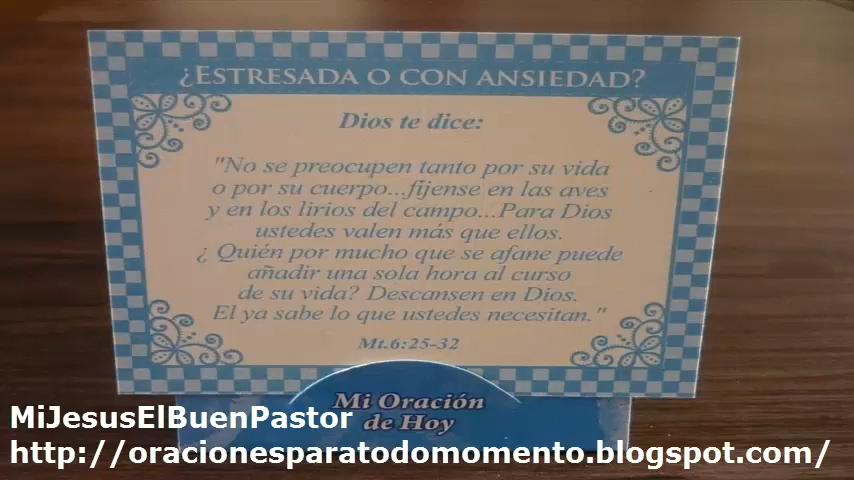 ¿ESTRESADA O CON ANSIEDAD?
Dios te dice:
"No se preocupen tanto por su vida
o por su cuerpo...fíjense en las aves
y en los lirios del campo...Para Dios
ustedes valen más que ellos.
¿ Quién por mucho que se afane puede
añadir una sola hora al curso
de su vida? Descansen en Dios.
El ya sabe lo que ustedes necesitan."
Mt.6:25-32
Mi Oración
de Hoy
MiJesusElBuenPastor
http://oracionesparatodomomento.blogspot.com/